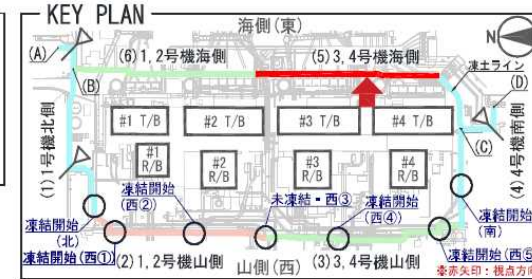 KEY PLAN
海側(東)
N
(A)
(6)1,2号機海側
(5)3,4号機海側
凍土ライン
(B)
(D)
#1 T/B
#2 T/B
#3 T/B
#4 T/B
(C)
(1)1号機北側
#1
R/B
#2
R/B
#3
R/B
#4
R/B
(4)4号機南側
凍結開始
(西②)
未凍結・西③
凍結開始
(西④)
凍結開始
(北)
凍結開始
(南)
凍結開始(西①)
(2)1,2号機山側
山側(西)
(3)3,4号機山側
凍結開始(西⑤)
※赤矢印:視点方向